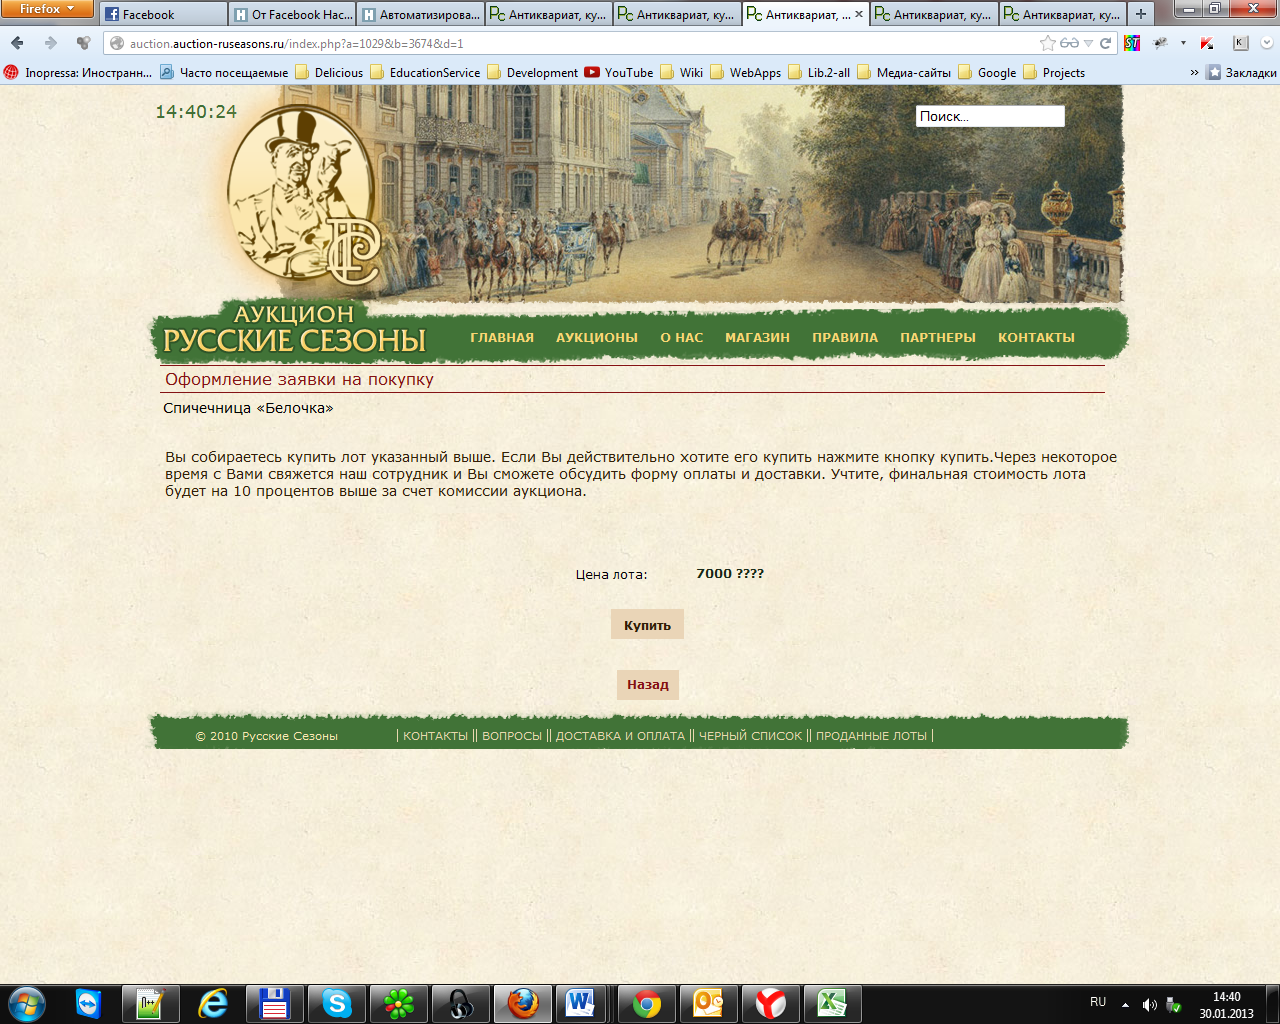 Firefox
Facebook
От Facebook Нас...
Автоматизирова...
Антиквариат, ку...
Антиквариат, ку...
Антиквариат, ...
Антиквариат, ку...
Антиквариат, ку...
auction.auction-ruseasons.ru/index.php?a=1029&b=3674&d=1
Inopressa: Иностранн...
Часто посещаемые
Delicious
EducationService
Development
YouTube
Wiki
WebApps
Lib.2-all
Медиа-сайты
Google
Projects
»
Закладки
14:40:24
Поиск...
РС
АУКЦИОН
РУССКИЕ СЕЗОНЫ
ГЛАВНАЯ
АУКЦИОНЫ
О НАС
МАГАЗИН
ПРАВИЛА
ПАРТНЕРЫ
КОНТАКТЫ
Оформление заявки на покупку
Спичечница «Белочка»
Вы собираетесь купить лот указанный выше. Если Вы действительно хотите его купить нажмите кнопку купить.Через некоторое
время с Вами свяжется наш сотрудник и Вы сможете обсудить форму оплаты и доставки. Учтите, финальная стоимость лота
будет на 10 процентов выше за счет комиссии аукциона.
Цена лота: 7000 ????
Купить
Назад
© 2010 Русские Сезоны
| КОНТАКТЫ || ВОПРОСЫ || ДОСТАВКА И ОПЛАТА || ЧЕРНЫЙ СПИСОК || ПРОДАННЫЕ ЛОТЫ |
RU
14:40
30.01.2013